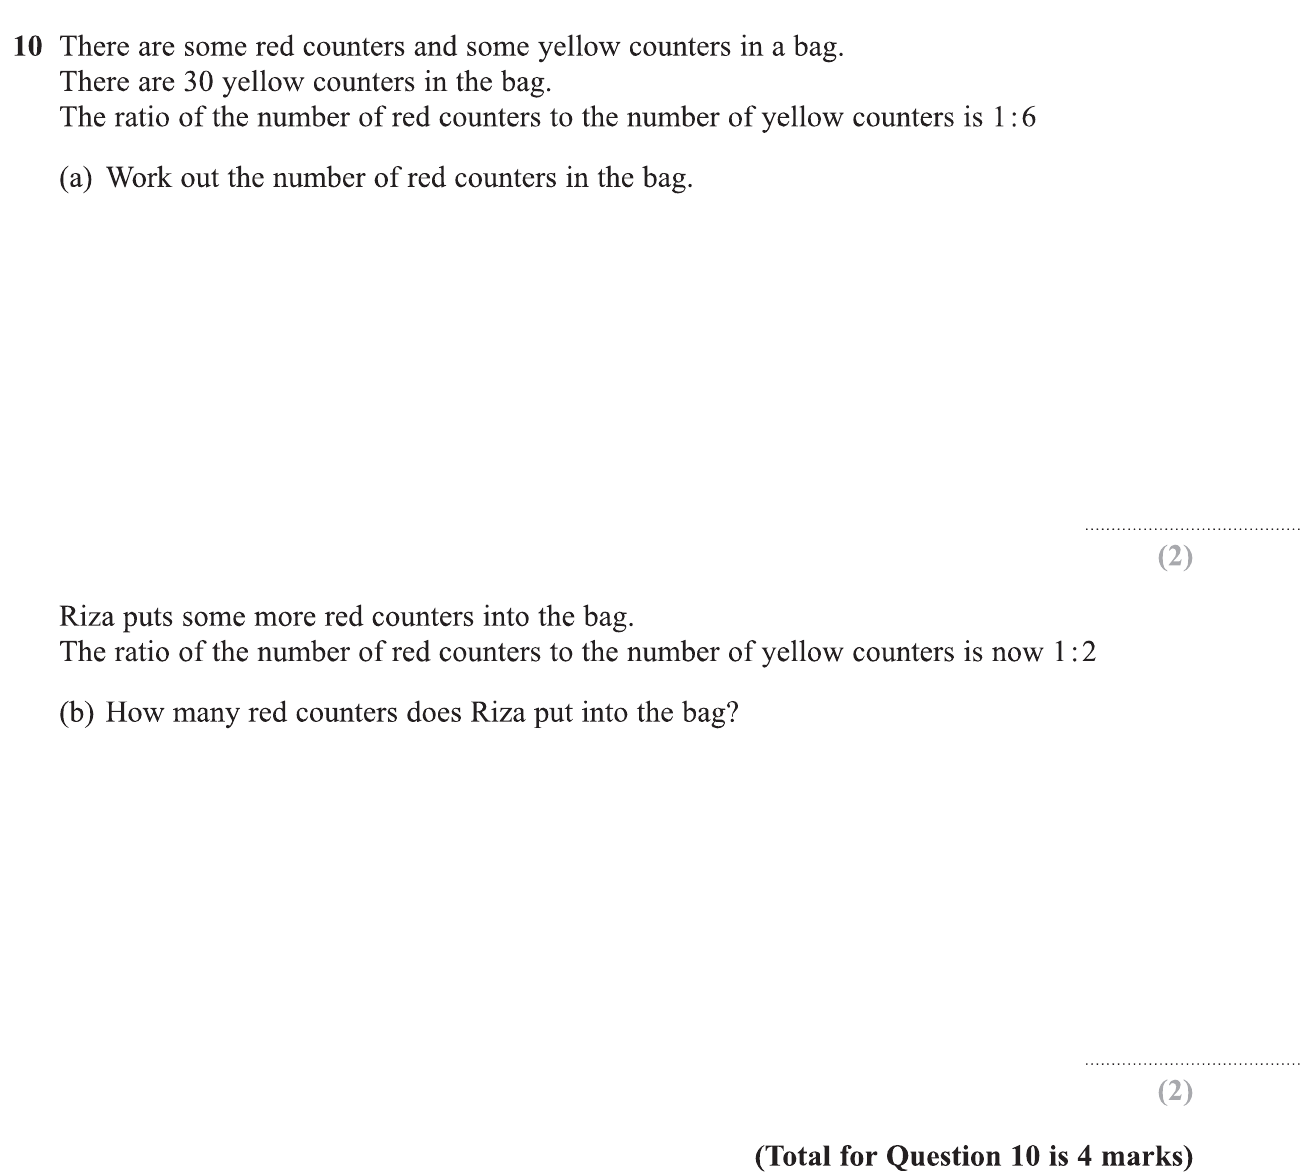 10 There are some red counters and some yellow counters in a bag.
There are 30 yellow counters in the bag.
The ratio of the number of red counters to the number of yellow counters is 1 : 6
(a) Work out the number of red counters in the bag.
(2)
Riza puts some more red counters into the bag.
The ratio of the number of red counters to the number of yellow counters is now 1 : 2
(b) How many red counters does Riza put into the bag?
(2)
(Total for Question 10 is 4 marks)